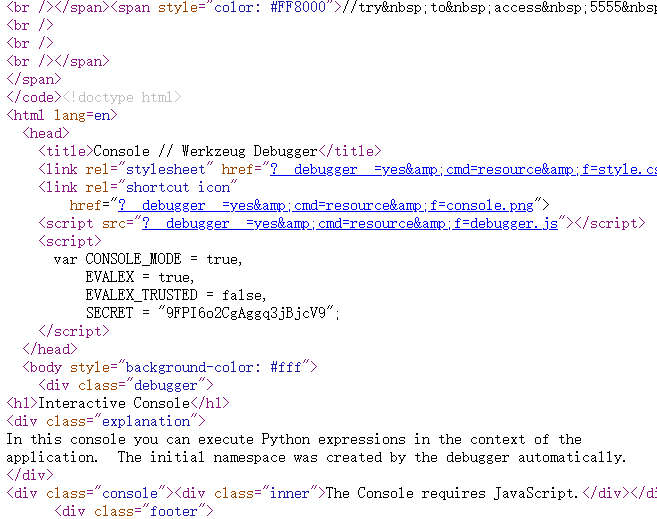 <br /></span><span style="color: #FF8000">//try&nbsp;to&nbsp;access&nbsp;5555&nbsp
<br />
<br />
<br /></span>
</span>
</code><!doctype html>
<html lang=en>
<head>
<title>Console // Werkzeug Debugger</title>
<link rel="stylesheet" href="?__debugger__=yes&amp;cmd=resource&amp;f=style.cs
<link rel="shortcut icon"
href="?__debugger__=yes&amp;cmd=resource&amp;f=console.png">
<script src="?__debugger__=yes&amp;cmd=resource&amp;f=debugger.js"></script>
<script>
var CONSOLE_MODE = true,
EVALEX = true,
EVALEX_TRUSTED = false,
SECRET = "9FPI6o2CgAggq3jBjcV9";
</script>
</head>
<body style="background-color: #fff">
<div class="debugger">
<h1>Interactive Console</h1>
<div class="explanation">
In this console you can execute Python expressions in the context of the
application.  The initial namespace was created by the debugger automatically.
</div>
<div class="console"><div class="inner">The Console requires JavaScript.</div></di
<div class="footer">